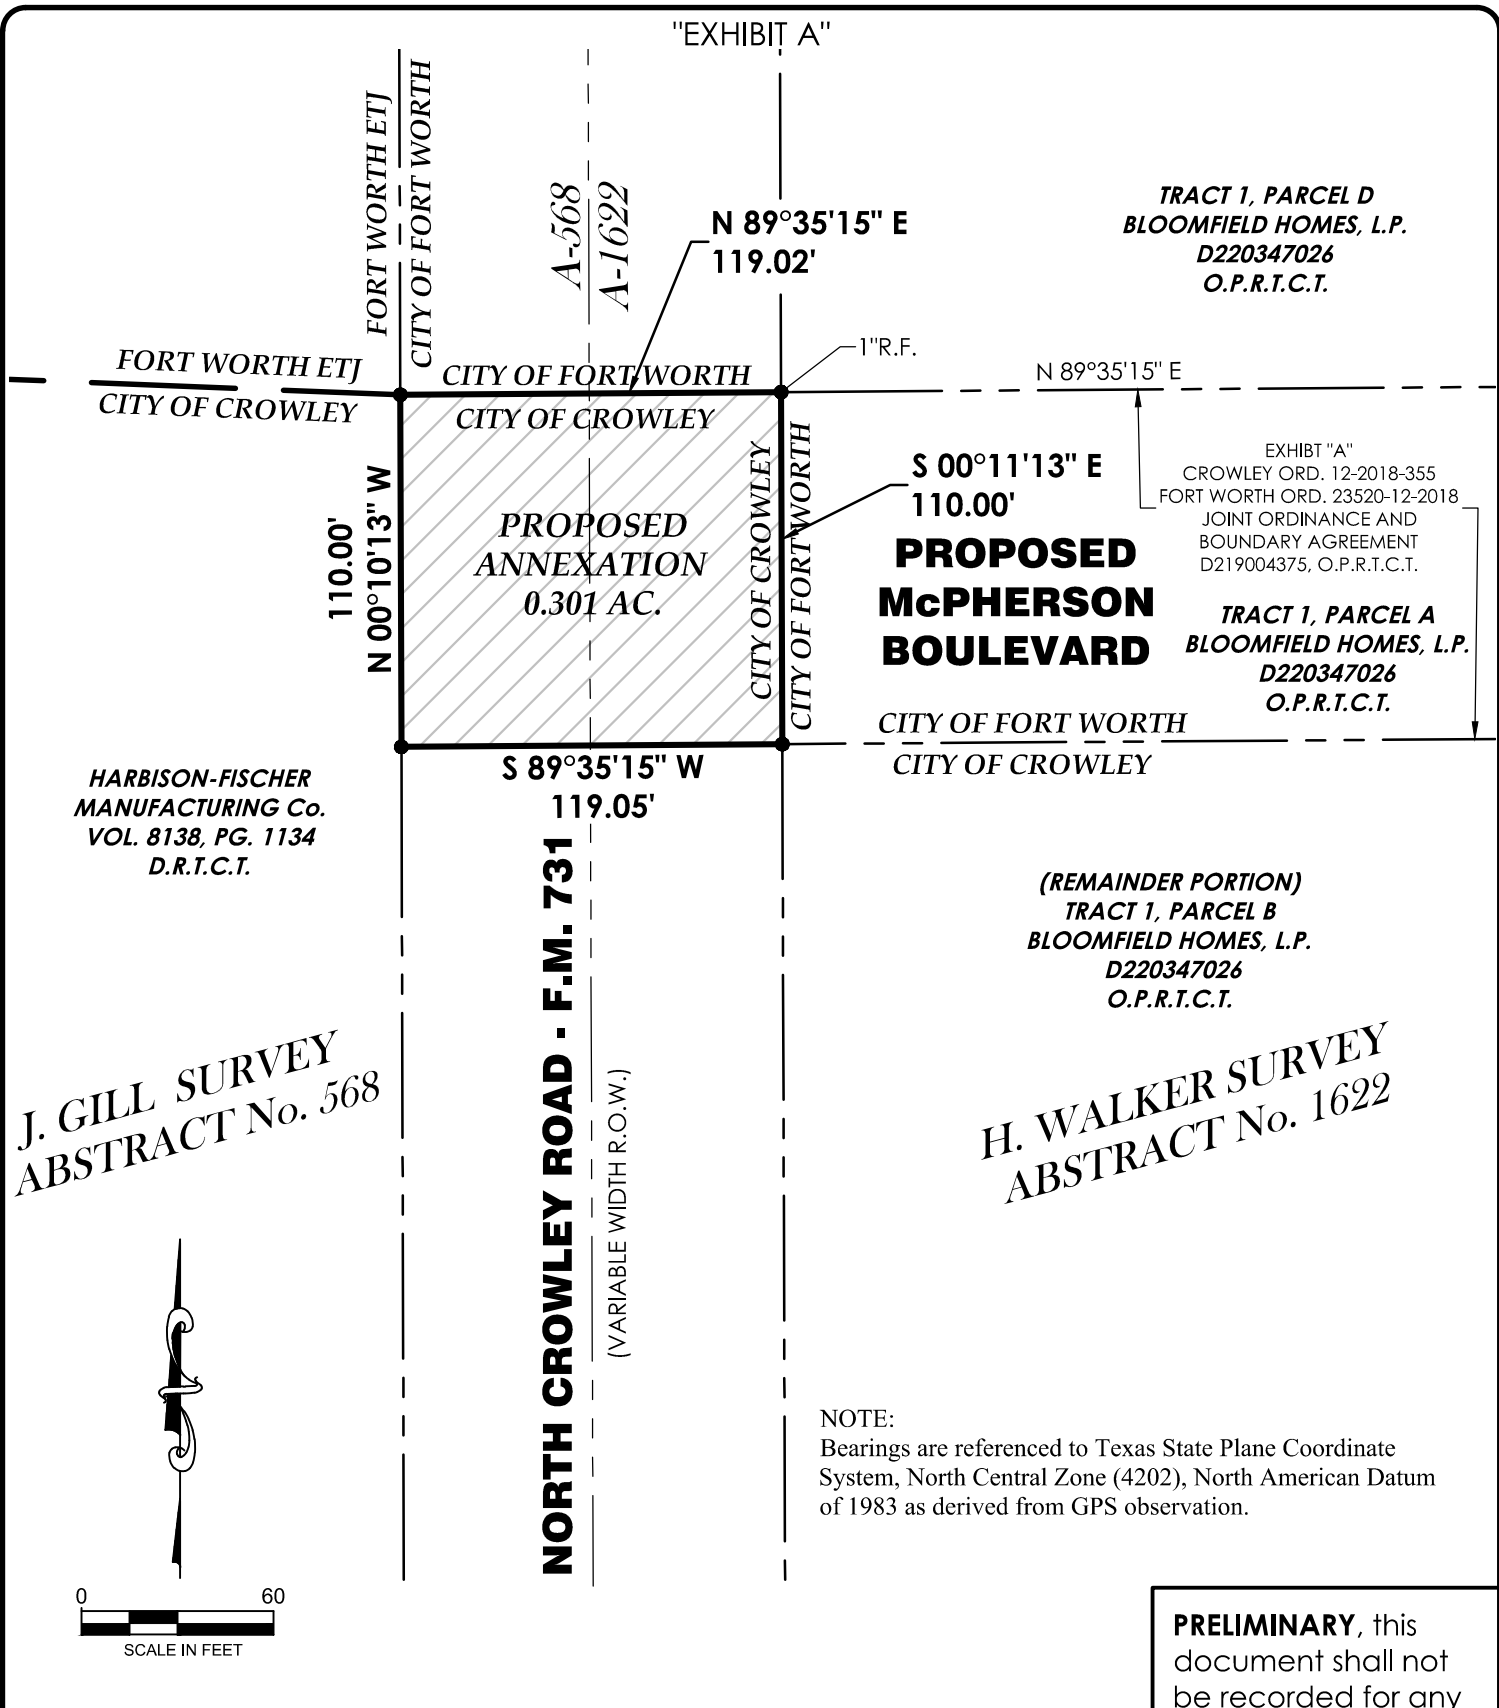 "EXHIBIT A"
FORT WORTH ETJ
CITY OF FORT WORTH
A-568
A-1622
N 89°35'15" E
119.02'
TRACT 1, PARCEL D
BLOOMFIELD HOMES, L.P.
D220347026
O.P.R.T.C.T.
1"R.F.
FORT WORTH ETJ
CITY OF CROWLEY
CITY OF FORT WORTH
CITY OF CROWLEY
N 89°35'15" E
110.00'
N 00°10'13" W
PROPOSED
ANNEXATION
0.301 AC.
CITY OF CROWLEY
CITY OF FORT WORTH
S 00°11'13" E
110.00'
EXHIBT "A"
CROWLEY ORD. 12-2018-355
FORT WORTH ORD. 23520-12-2018
JOINT ORDINANCE AND
BOUNDARY AGREEMENT
D219004375, O.P.R.T.C.T.
PROPOSED
McPHERSON
BOULEVARD
TRACT 1, PARCEL A
BLOOMFIELD HOMES, L.P.
D220347026
O.P.R.T.C.T.
CITY OF FORT WORTH
CITY OF CROWLEY
S 89°35'15" W
119.05'
HARBISON-FISCHER
MANUFACTURING Co.
VOL. 8138, PG. 1134
D.R.T.C.T.
NORTH CROWLEY ROAD - F.M. 731
(VARIABLE WIDTH R.O.W.)
(REMAINDER PORTION)
TRACT 1, PARCEL B
BLOOMFIELD HOMES, L.P.
D220347026
O.P.R.T.C.T.
J. GILL SURVEY
ABSTRACT No. 568
H. WALKER SURVEY
ABSTRACT No. 1622
NOTE:
Bearings are referenced to Texas State Plane Coordinate
System, North Central Zone (4202), North American Datum
of 1983 as derived from GPS observation.
0 60
SCALE IN FEET
PRELIMINARY, this
document shall not
be recorded for any